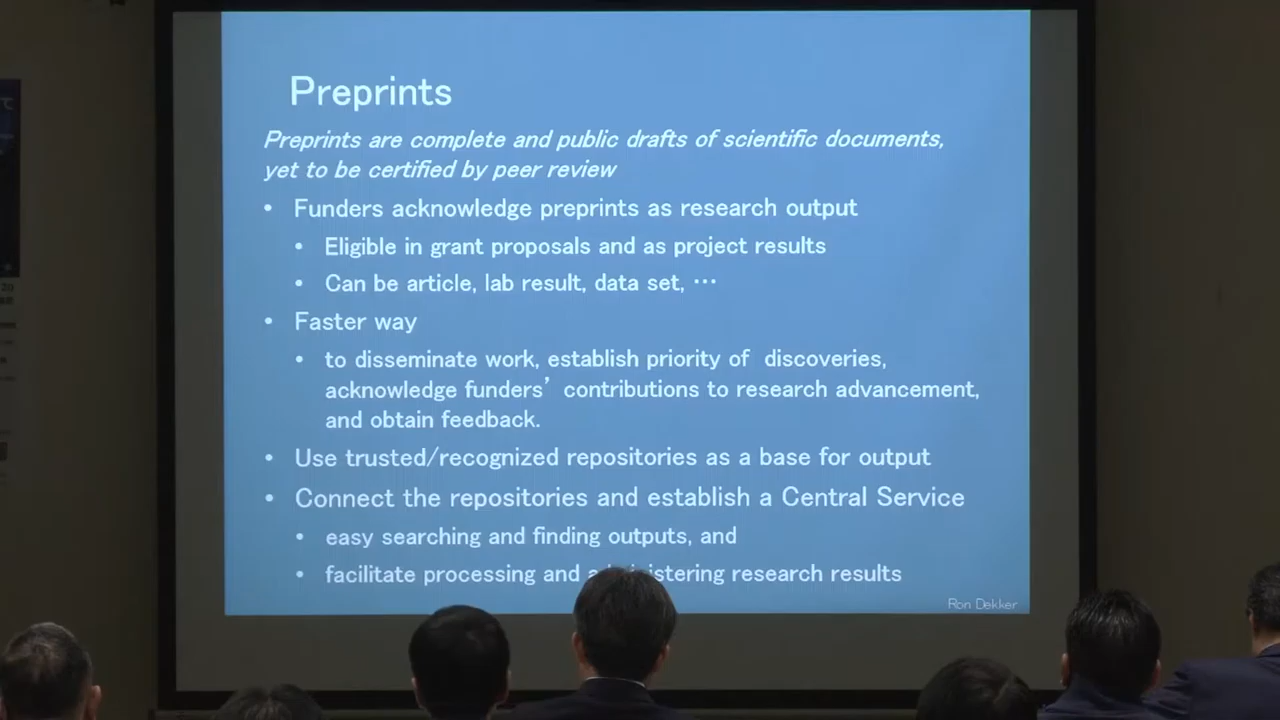 Preprints
Preprints are complete and public drafts of scientific documents,
yet to be certified by peer review
• Funders acknowledge preprints as research output
• Eligible in grant proposals and as project results
• Can be article, lab result, data set, …
• Faster way
• to disseminate work, establish priority of discoveries,
acknowledge funders’ contributions to research advancement,
and obtain feedback.
• Use trusted/recognized repositories as a base for output
• Connect the repositories and establish a Central Service
• easy searching and finding outputs, and
• facilitate processing and administering research results
Ron Dekker